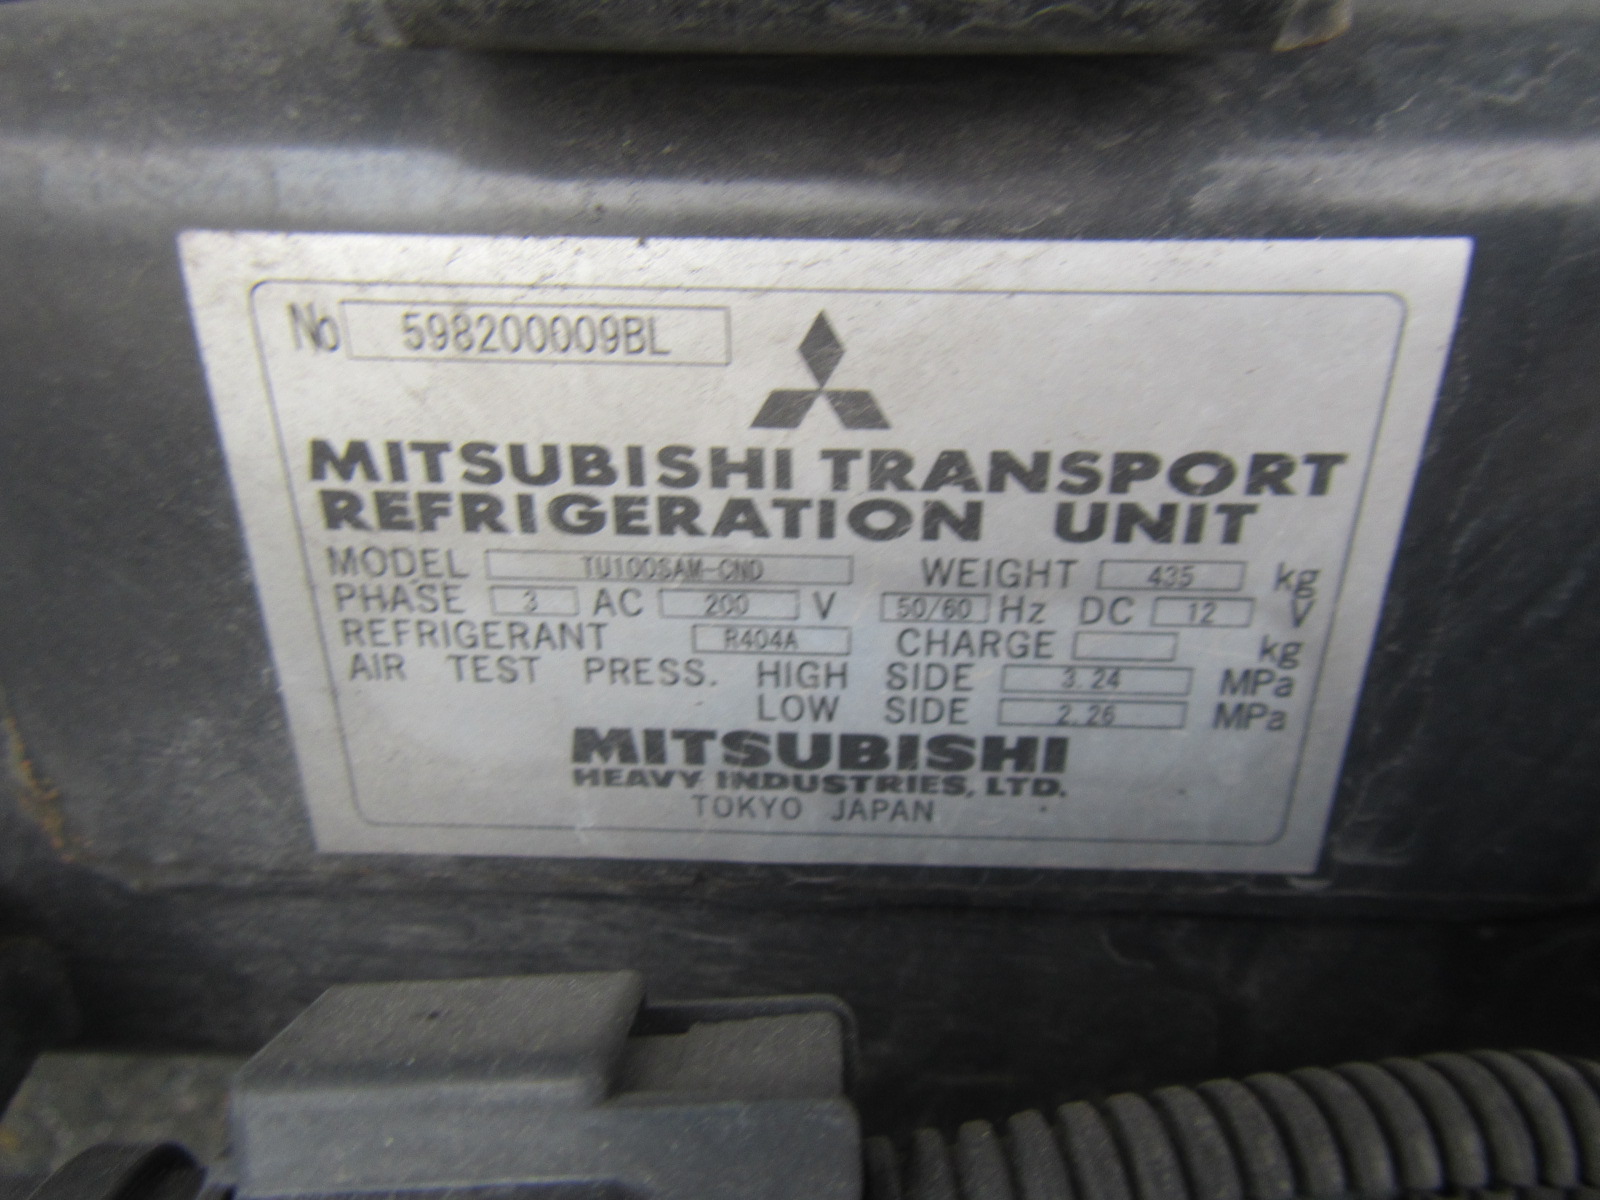 No 598200009BL
MITSUBISHI TRANSPORT
REFRIGERATION UNIT
MODEL TU100SAM-CND WEIGHT 435 kg
PHASE 3 AC 200 V 50/60 Hz DC 12 V
REFRIGERANT R404A CHARGE kg
AIR TEST PRESS. HIGH SIDE 3.24 MPa
LOW SIDE 2.26 MPa
MITSUBISHI
HEAVY INDUSTRIES, LTD.
TOKYO JAPAN